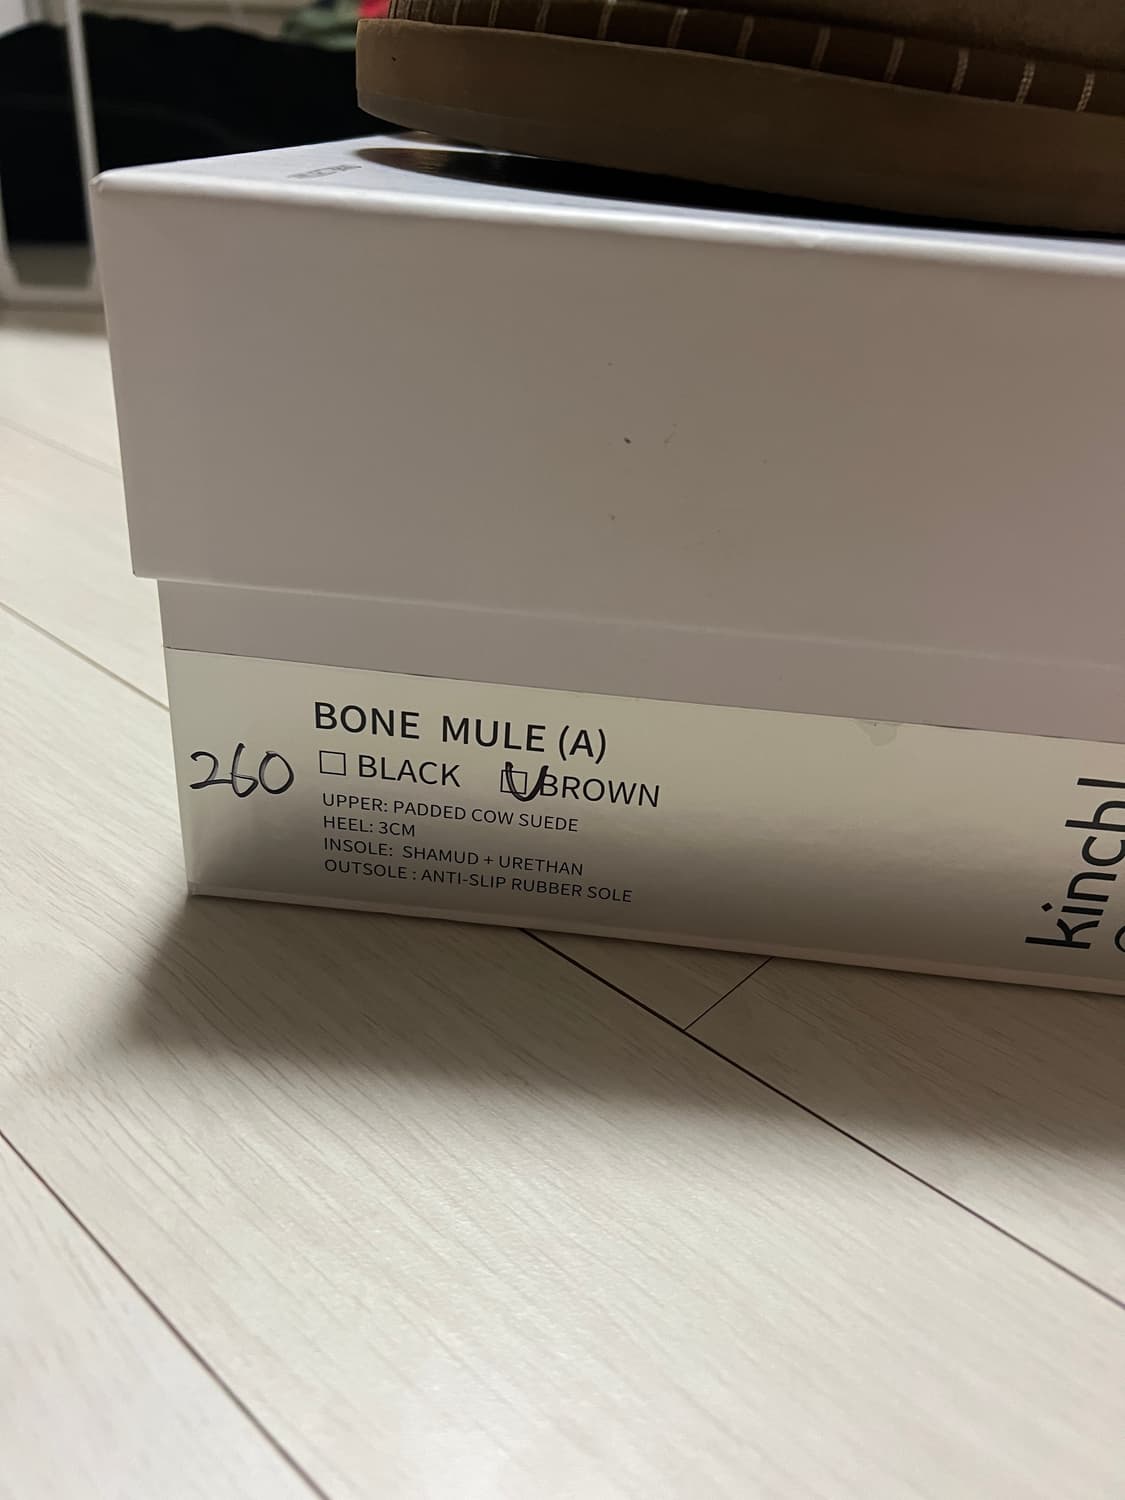 BONE MULE (A)
260 ☐ BLACK ☑ BROWN
UPPER: PADDED COW SUEDE
HEEL: 3CM
INSOLE: SHAMUD + URETHAN
OUTSOLE : ANTI-SLIP RUBBER SOLE
kinchl